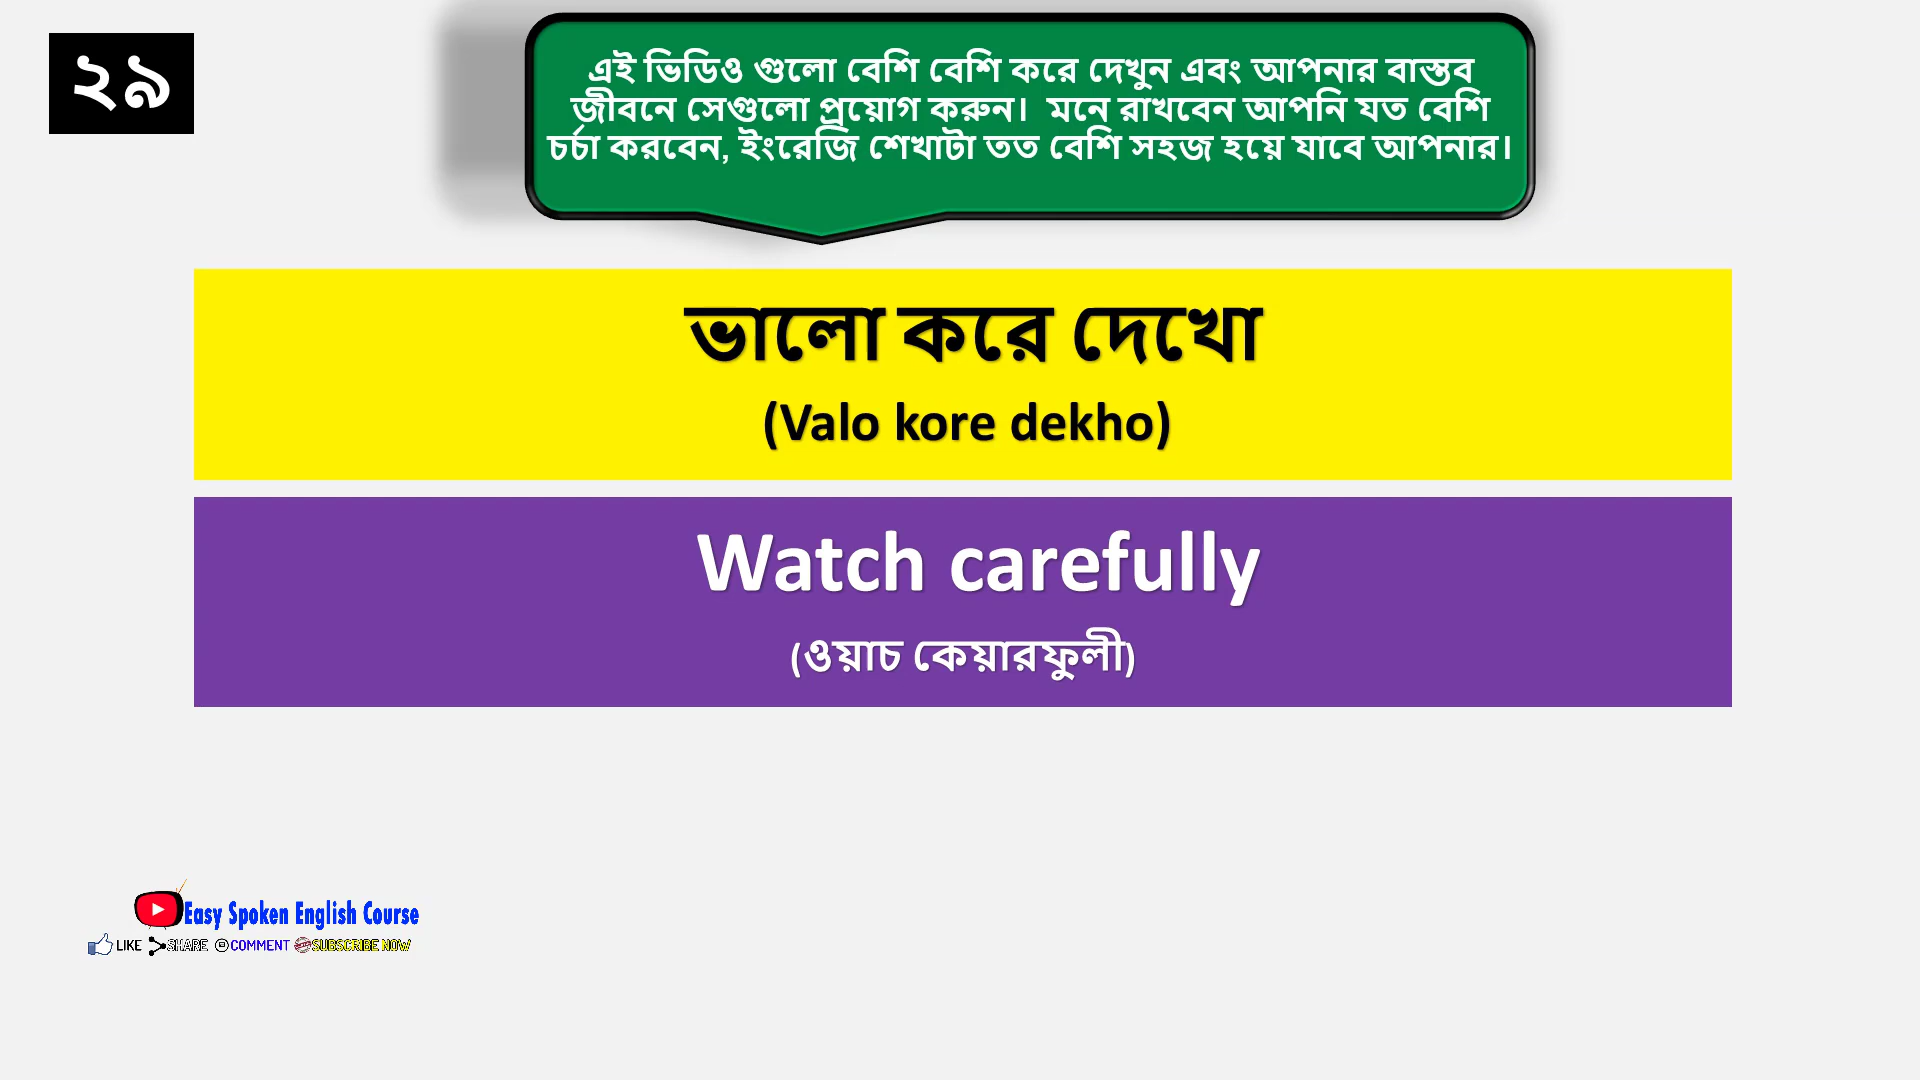 ২৯
এই ভিডিও গুলো বেশি বেশি করে দেখুন এবং আপনার বাস্তব
জীবনে সেগুলো প্রয়োগ করুন।  মনে রাখবেন আপনি যত বেশি
চর্চা করবেন, ইংরেজি শেখাটা তত বেশি সহজ হয়ে যাবে আপনার।
ভালো করে দেখো
(Valo kore dekho)
Watch carefully
(ওয়াচ কেয়ারফুলী)
Easy Spoken English Course
LIKE SHARE COMMENT SUBSCRIBE NOW